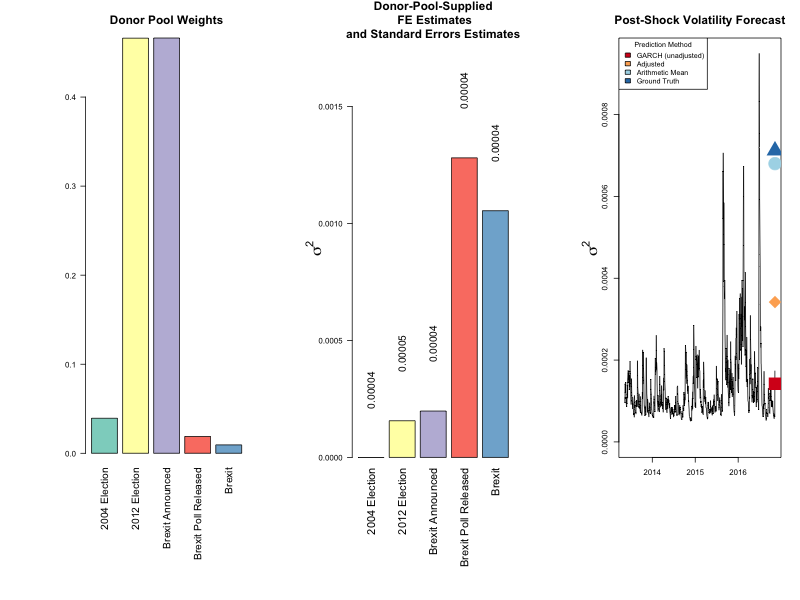 Donor Pool Weights
0.4
0.3
0.2
0.1
0.0
2004 Election
2012 Election
Brexit Announced
Brexit Poll Released
Brexit
Donor-Pool-Supplied
FE Estimates
and Standard Errors Estimates
σ2
0.0015
0.0010
0.0005
0.0000
0.00004
0.00005
0.00004
0.00004
0.00004
2004 Election
2012 Election
Brexit Announced
Brexit Poll Released
Brexit
Post-Shock Volatility Forecast
Prediction Method
GARCH (unadjusted)
Adjusted
Arithmetic Mean
Ground Truth
σ2
0.0008
0.0006
0.0004
0.0002
0.0000
2014
2015
2016